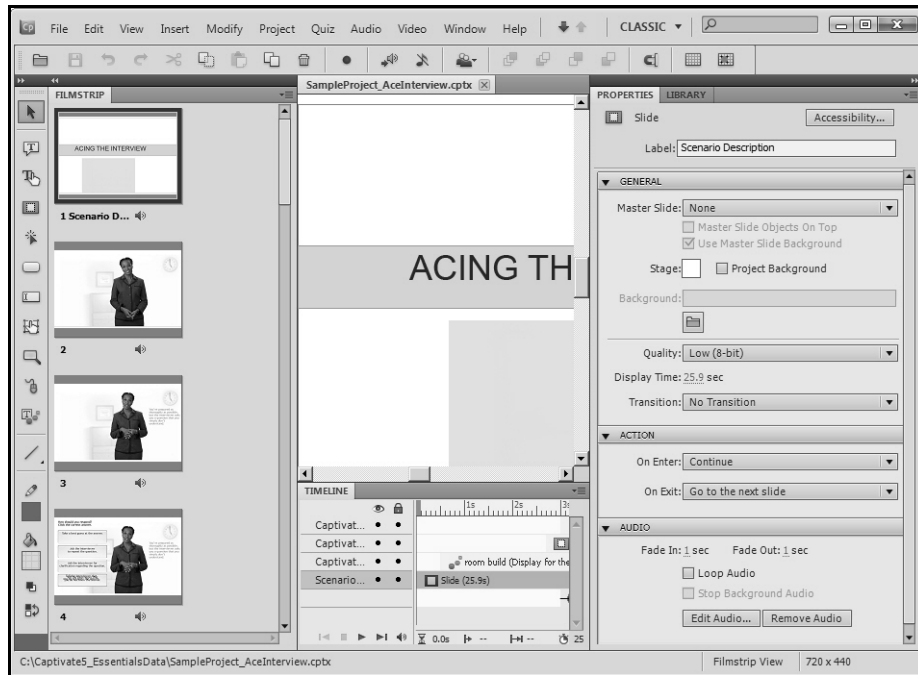 Cp File Edit View Insert Modify Project Quiz Audio Video Window Help CLASSIC
SampleProject_AceInterview.cptx
FILMSTRIP
ACING THE INTERVIEW
1 Scenario D...
2
3
4
ACING TH
TIMELINE
1s 2s 3s
Captivat...
Captivat...
Captivat... room build (Display for the
Scenario... Slide (25.9s)
0.0s -- -- 25
PROPERTIES LIBRARY
Slide Accessibility...
Label: Scenario Description
GENERAL
Master Slide: None
Master Slide Objects On Top
Use Master Slide Background
Stage: Project Background
Background:
Quality: Low (8-bit)
Display Time: 25.9 sec
Transition: No Transition
ACTION
On Enter: Continue
On Exit: Go to the next slide
AUDIO
Fade In: 1 sec Fade Out: 1 sec
Loop Audio
Stop Background Audio
Edit Audio... Remove Audio
C:\Captivate5_EssentialsData\SampleProject_AceInterview.cptx Filmstrip View 720 x 440